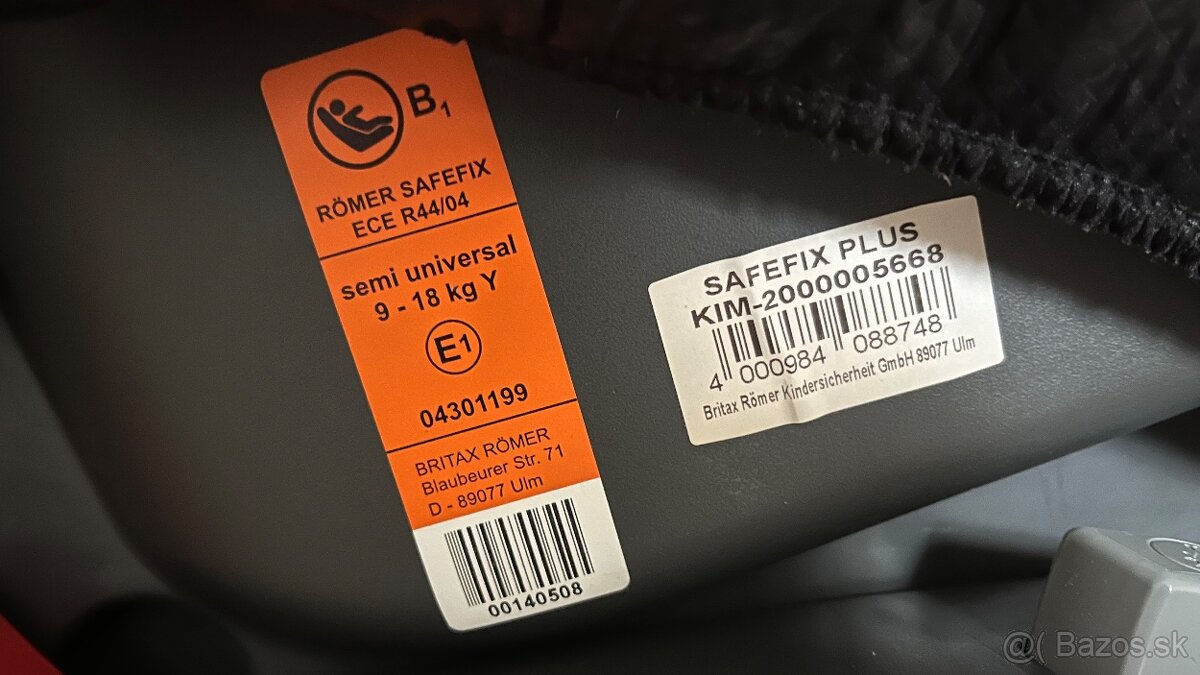 B1
RÖMER SAFEFIX
ECE R44/04
semi universal
9 - 18 kg Y
E1
04301199
BRITAX RÖMER
Blaubeurer Str. 71
D - 89077 Ulm
00140508
SAFEFIX PLUS
KIM-2000005668
4 000984 088748
Britax Römer Kindersicherheit GmbH 89077 Ulm
@( Bazos.sk